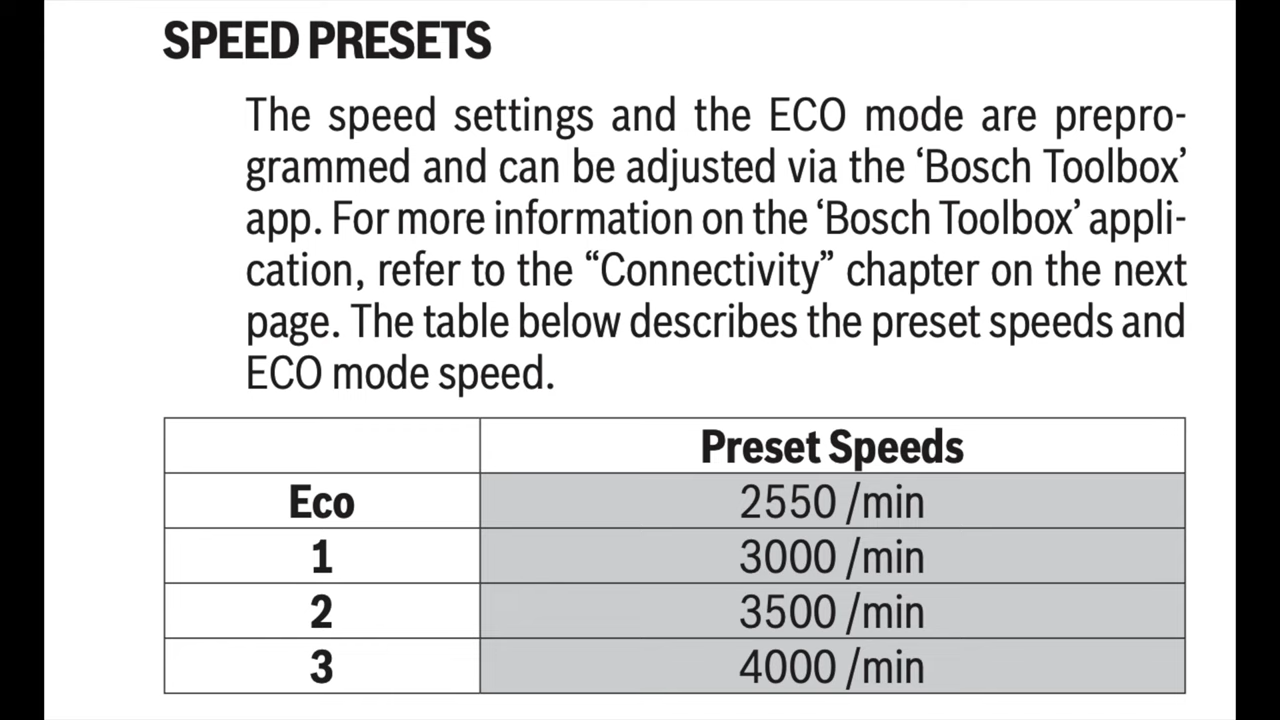 SPEED PRESETS
The speed settings and the ECO mode are prepro-
grammed and can be adjusted via the ‘Bosch Toolbox’
app. For more information on the ‘Bosch Toolbox’ appli-
cation, refer to the “Connectivity” chapter on the next
page. The table below describes the preset speeds and
ECO mode speed.
Preset Speeds
Eco 2550 /min
1 3000 /min
2 3500 /min
3 4000 /min